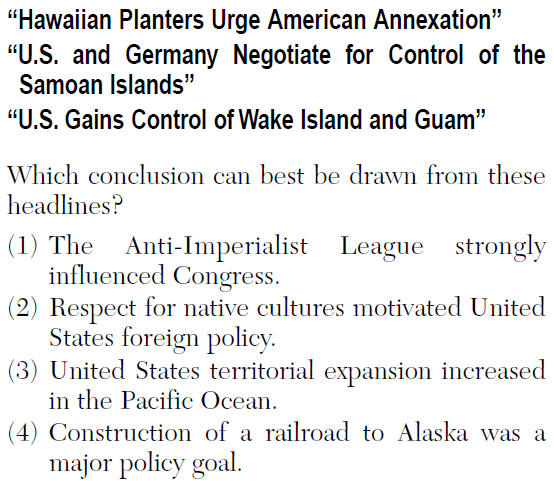 “Hawaiian Planters Urge American Annexation”
“U.S. and Germany Negotiate for Control of the
Samoan Islands”
“U.S. Gains Control of Wake Island and Guam”
Which conclusion can best be drawn from these
headlines?
(1) The Anti-Imperialist League strongly
influenced Congress.
(2) Respect for native cultures motivated United
States foreign policy.
(3) United States territorial expansion increased
in the Pacific Ocean.
(4) Construction of a railroad to Alaska was a
major policy goal.